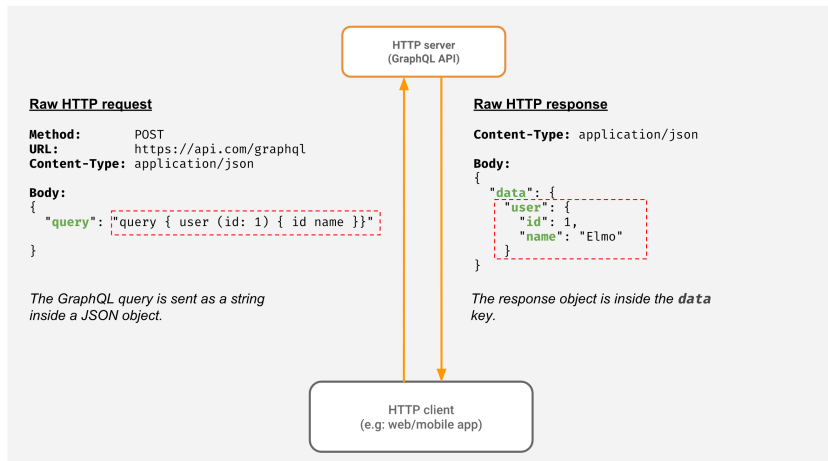 HTTP server
(GraphQL API)
Raw HTTP request
Method: POST
URL: https://api.com/graphql
Content-Type: application/json
Body:
{
"query": "query { user (id: 1) { id name }}"
}
The GraphQL query is sent as a string
inside a JSON object.
Raw HTTP response
Content-Type: application/json
Body:
{
"data": {
"user": {
"id": 1,
"name": "Elmo"
}
}
The response object is inside the data
key.
HTTP client
(e.g: web/mobile app)